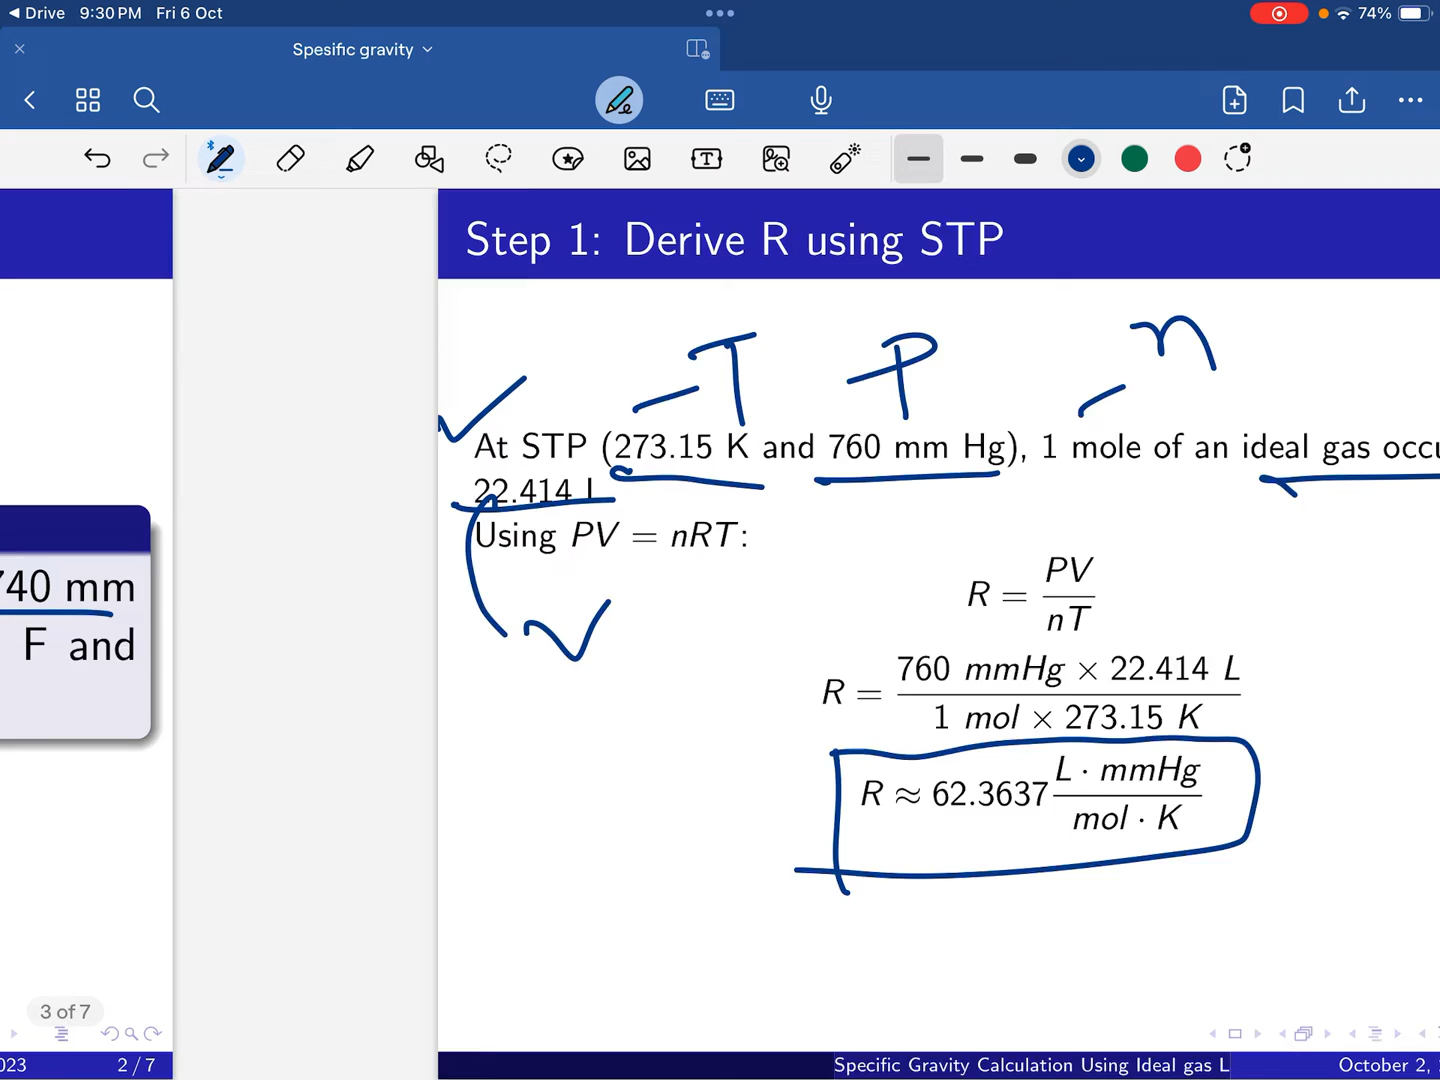 Drive 9:30 PM Fri 6 Oct
74%
Spesific gravity
Step 1: Derive R using STP
T P n
At STP (273.15 K and 760 mm Hg), 1 mole of an ideal gas occu
22.414 L
Using PV = nRT:
V
R = PV / nT
R = 760 mmHg × 22.414 L / 1 mol × 273.15 K
R ≈ 62.3637 L · mmHg / mol · K
740 mm
F and
3 of 7
023 2 / 7
Specific Gravity Calculation Using Ideal gas L October 2,